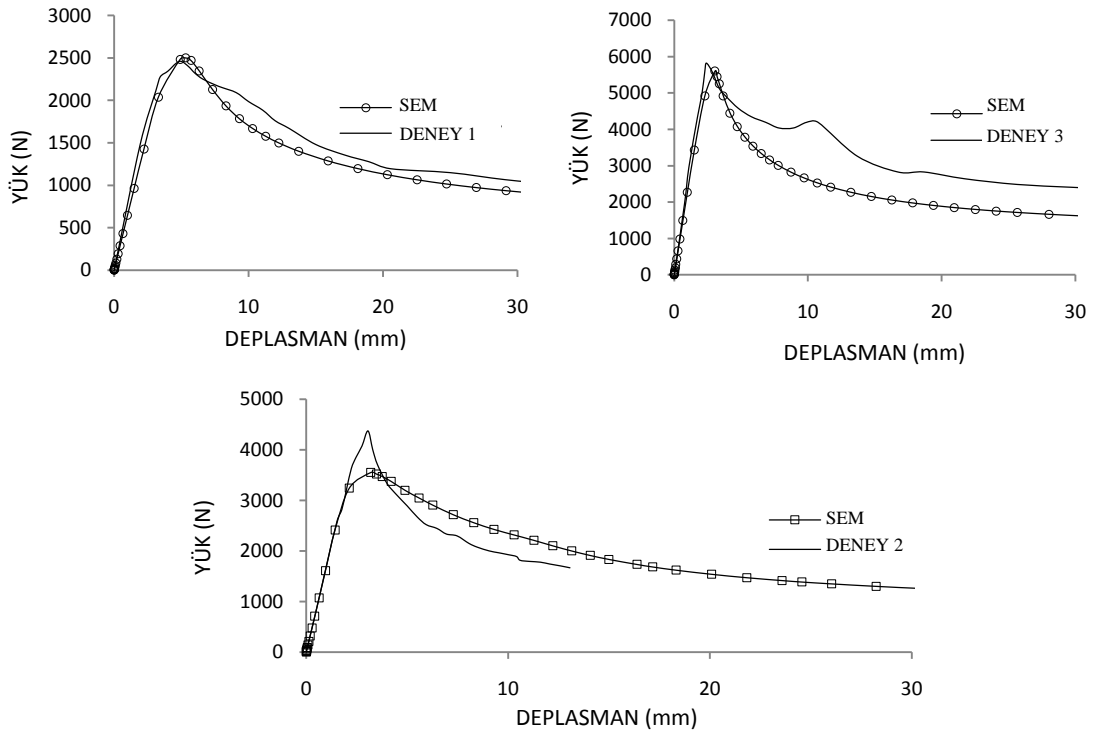 3000
2500
2000
1500
1000
500
0
YÜK (N)
0 10 20 30
DEPLASMAN (mm)
SEM
DENEY 1
7000
6000
5000
4000
3000
2000
1000
0
YÜK (N)
0 10 20 30
DEPLASMAN (mm)
SEM
DENEY 3
5000
4000
3000
2000
1000
0
YÜK (N)
0 10 20 30
DEPLASMAN (mm)
SEM
DENEY 2